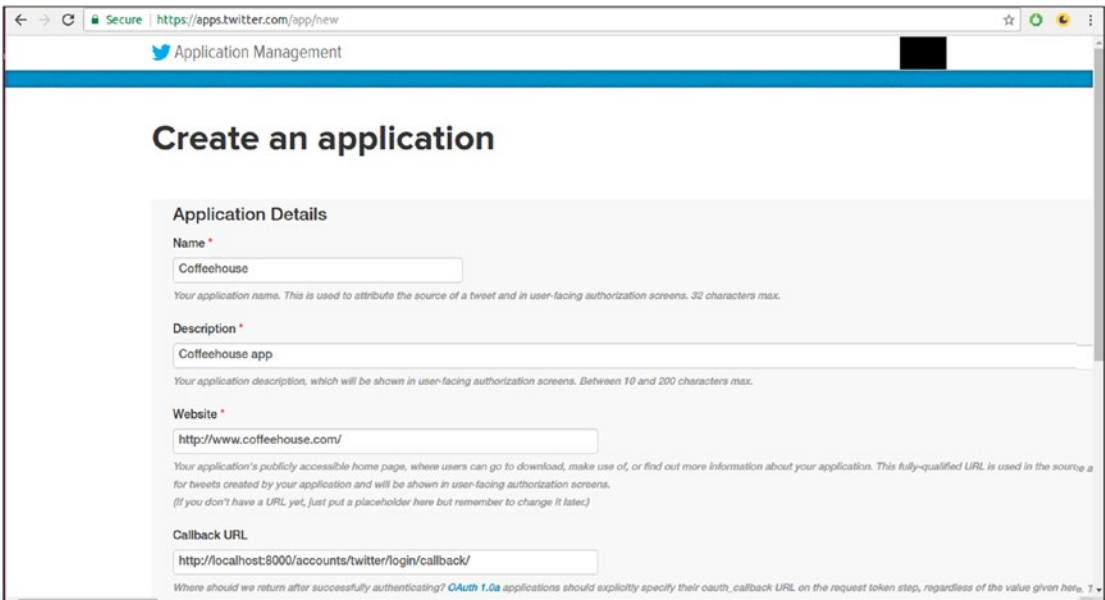 Secure https://apps.twitter.com/app/new
Application Management
Create an application
Application Details
Name *
Coffeehouse
Your application name. This is used to attribute the source of a tweet and in user-facing authorization screens. 32 characters max.
Description *
Coffeehouse app
Your application description, which will be shown in user-facing authorization screens. Between 10 and 200 characters max.
Website *
http://www.coffeehouse.com/
Your application's publicly accessible home page, where users can go to download, make use of, or find out more information about your application. This fully-qualified URL is used in the source a
for tweets created by your application and will be shown in user-facing authorization screens.
(If you don't have a URL yet, just put a placeholder here but remember to change it later.)
Callback URL
http://localhost:8000/accounts/twitter/login/callback/
Where should we return after successfully authenticating? OAuth 1.0a applications should explicitly specify their oauth_callback URL on the request token step, regardless of the value given here. T